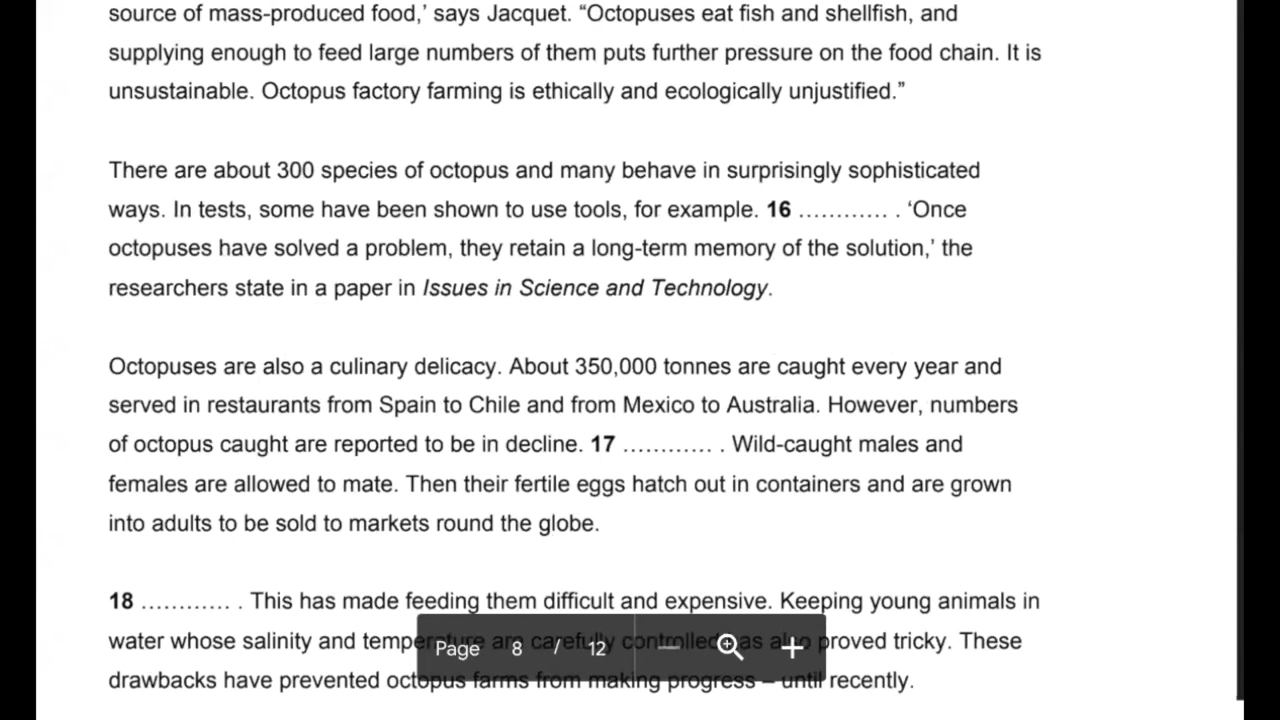 source of mass-produced food,’ says Jacquet. “Octopuses eat fish and shellfish, and
supplying enough to feed large numbers of them puts further pressure on the food chain. It is
unsustainable. Octopus factory farming is ethically and ecologically unjustified.”
There are about 300 species of octopus and many behave in surprisingly sophisticated
ways. In tests, some have been shown to use tools, for example. 16 ………… . ‘Once
octopuses have solved a problem, they retain a long-term memory of the solution,’ the
researchers state in a paper in Issues in Science and Technology.
Octopuses are also a culinary delicacy. About 350,000 tonnes are caught every year and
served in restaurants from Spain to Chile and from Mexico to Australia. However, numbers
of octopus caught are reported to be in decline. 17 ………… . Wild-caught males and
females are allowed to mate. Then their fertile eggs hatch out in containers and are grown
into adults to be sold to markets round the globe.
18 ………… . This has made feeding them difficult and expensive. Keeping young animals in
water whose salinity and temperature are carefully controlled has also proved tricky. These
Page 8 / 12
drawbacks have prevented octopus farms from making progress – until recently.